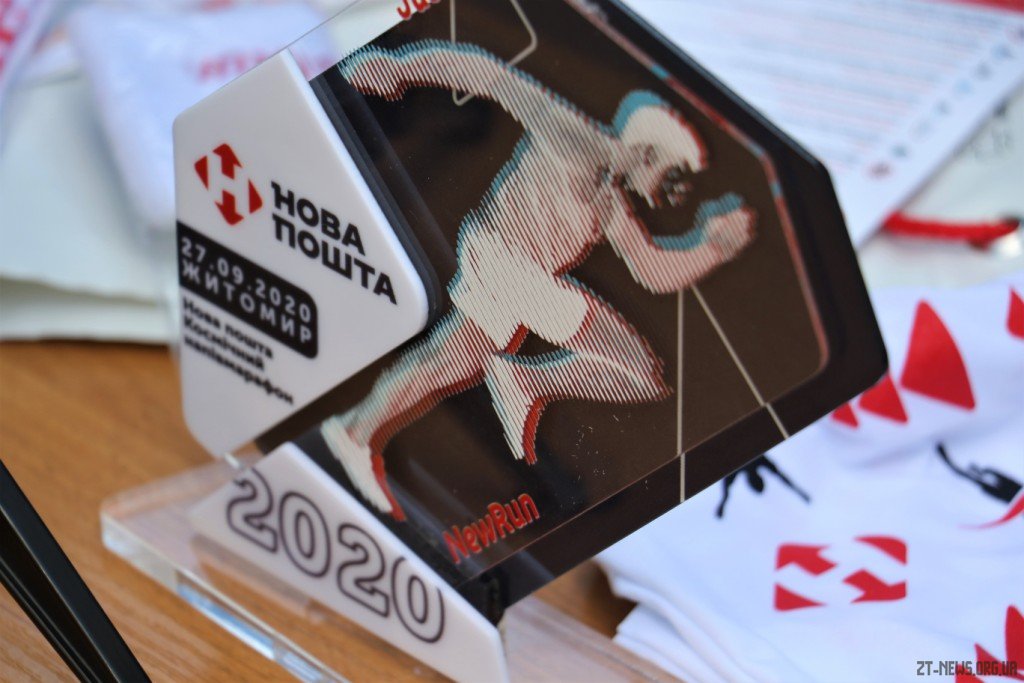 НОВА
ПОШТА
27.09.2020
ЖИТОМИР
Нова пошта
Космічний
напівмарафон
NewRun
2020
ZT-NEWS.ORG.UA